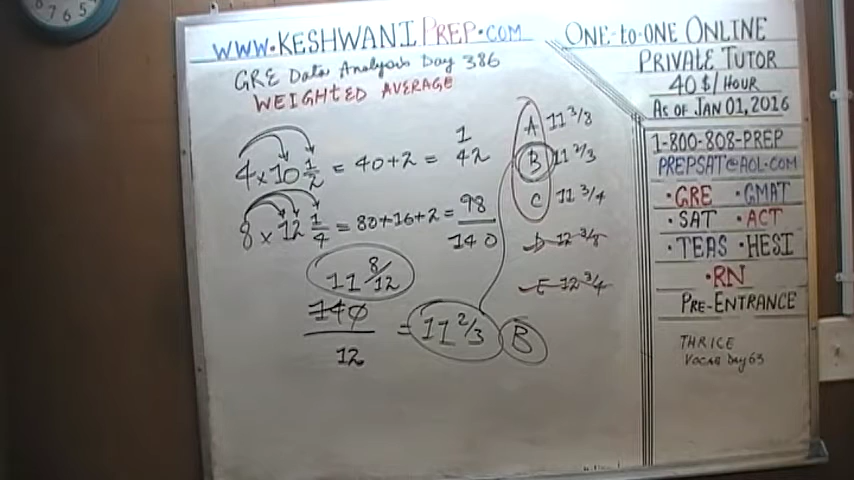 WWW.KESHWANIPREP.COM
GRE Data Analysis Day 386
WEIGHTED AVERAGE
4 x 10 1/2 = 40+2 = 42
1
8 x 12 1/4 = 80+16+2 = 98
140
11 8/12
140
12
= 11 2/3 B
A 11 3/8
B 11 2/3
C 11 3/4
D 12 3/8
E 12 3/4
ONE-to-ONE ONLINE
PRIVATE TUTOR
40$/HOUR
AS OF JAN 01, 2016
1-800-808-PREP
PREPSAT@AOL.COM
•GRE •GMAT
•SAT •ACT
•TEAS •HESI
•RN
PRE-ENTRANCE
THRICE
VOCAB Day 63
8 7 6 5